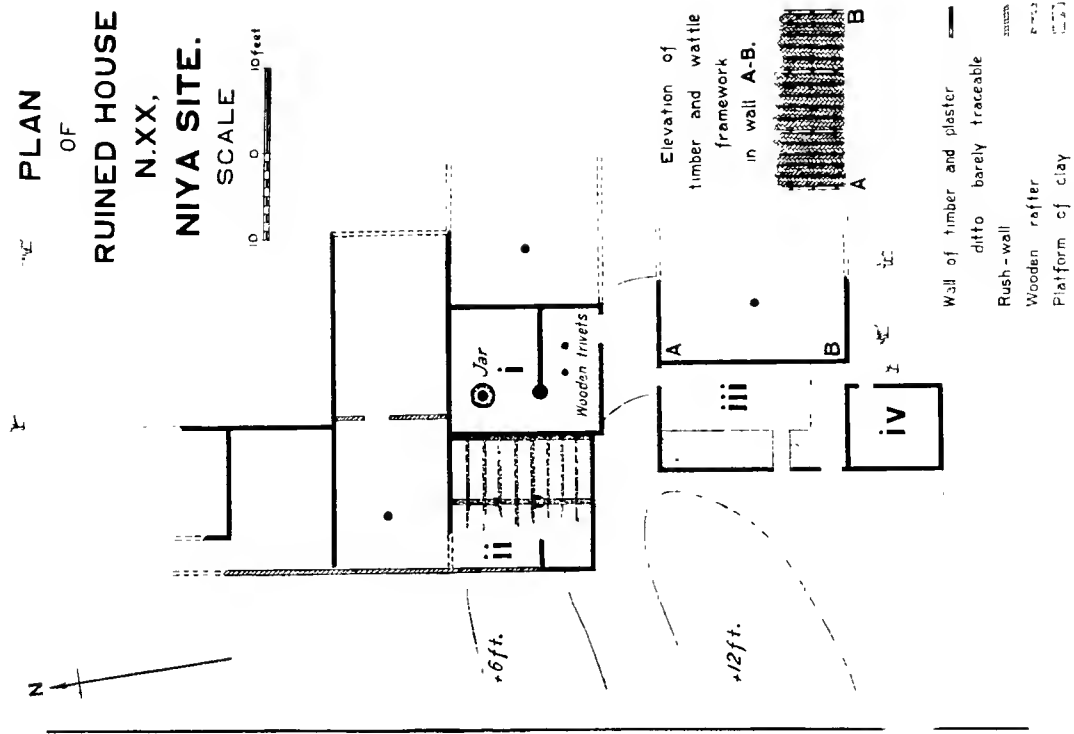 PLAN
OF
RUINED HOUSE
N.XX,
NIYA SITE.
SCALE
10 0 10 feet
Elevation of
timber and wattle
framework
in wall A-B.
A B
Wall of timber and plaster
ditto barely traceable
Rush-wall
Wooden rafter
Platform of clay
N
Jar
i
Wooden trivets
ii
A
B
iii
iv
+6ft.
+12ft.